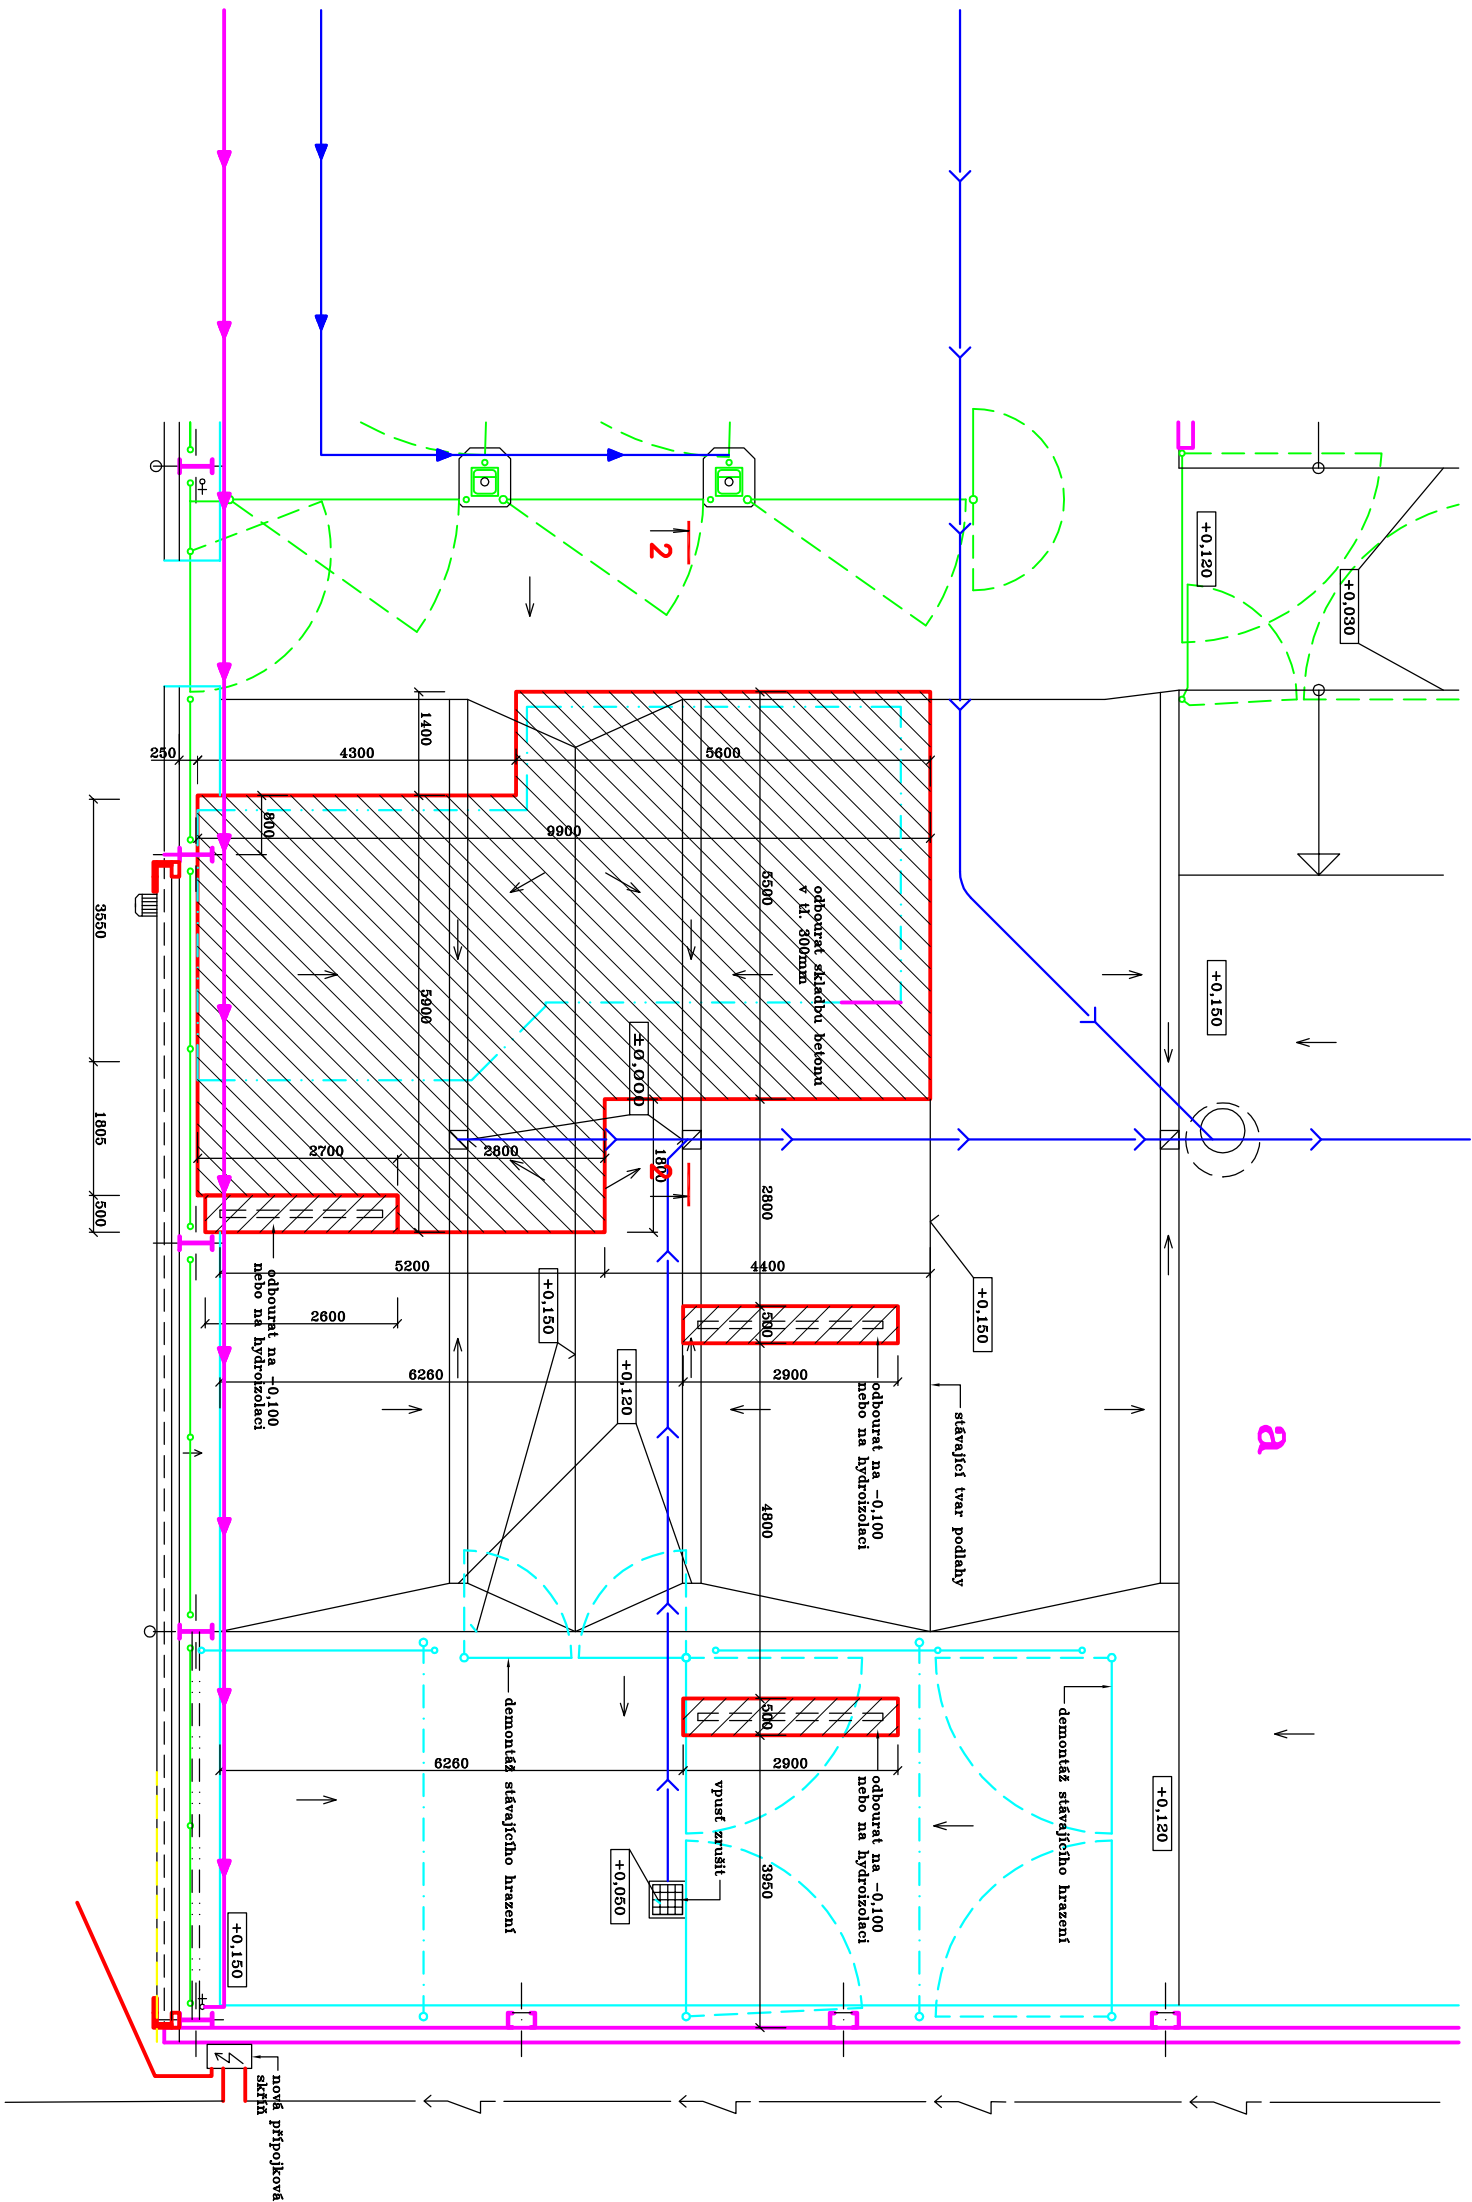 2
+0,120
+0,030
1400
250
4300
5600
800
9900
5500
odbourat skladbu betonu
v tl. 300mm
3550
5900
+0,150
±0,000
1805
2700
2800
1800
2
500
2800
5200
4400
odbourat na -0,100
nebo na hydroizolaci
2600
+0,150
500
+0,150
6260
2900
+0,120
odbourat na -0,100
nebo na hydroizolaci
stávající tvar podlahy
a
4800
500
6260
2900
demontáž stávajícího hrazení
demontáž stávajícího hrazení
vpusť zrušit
odbourat na -0,100
nebo na hydroizolaci
+0,120
+0,050
3950
+0,150
nová přípojková
skříň